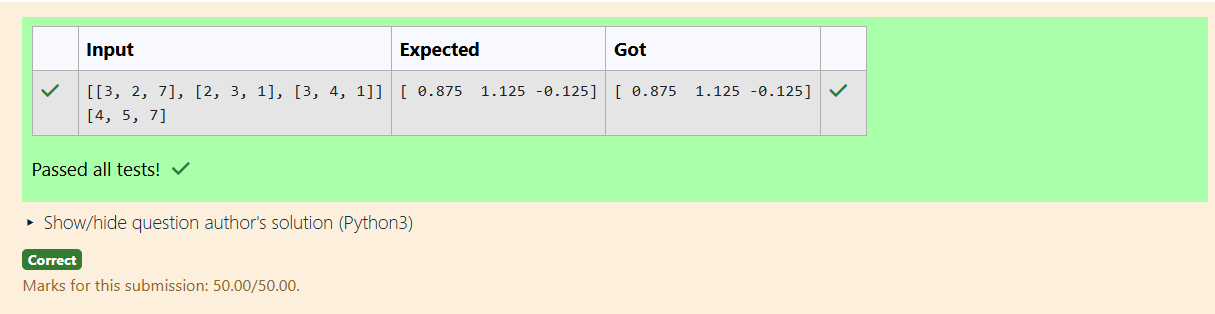 Input Expected Got
[[3, 2, 7], [2, 3, 1], [3, 4, 1]] [ 0.875  1.125 -0.125] [ 0.875  1.125 -0.125]
[4, 5, 7]
Passed all tests!
Show/hide question author's solution (Python3)
Correct
Marks for this submission: 50.00/50.00.